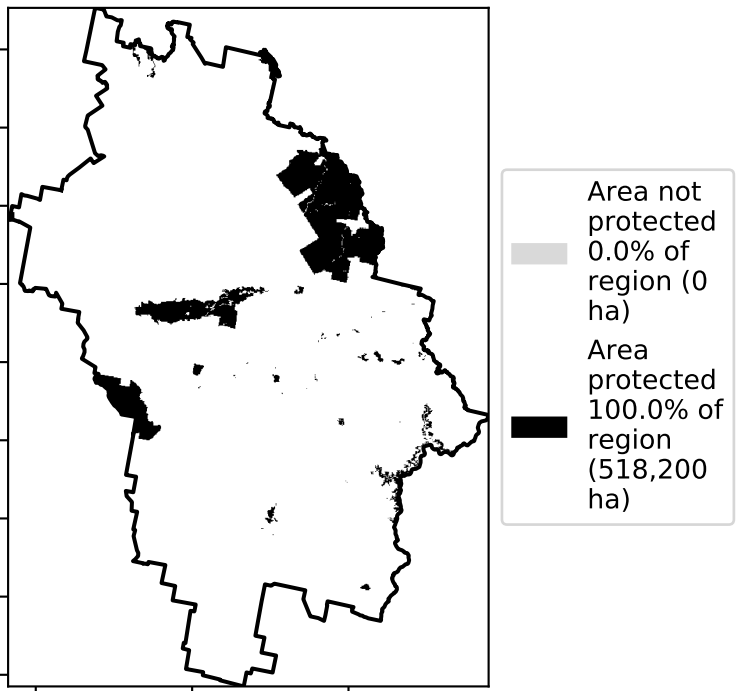 Area not
protected
0.0% of
region (0
ha)
Area
protected
100.0% of
region
(518,200
ha)